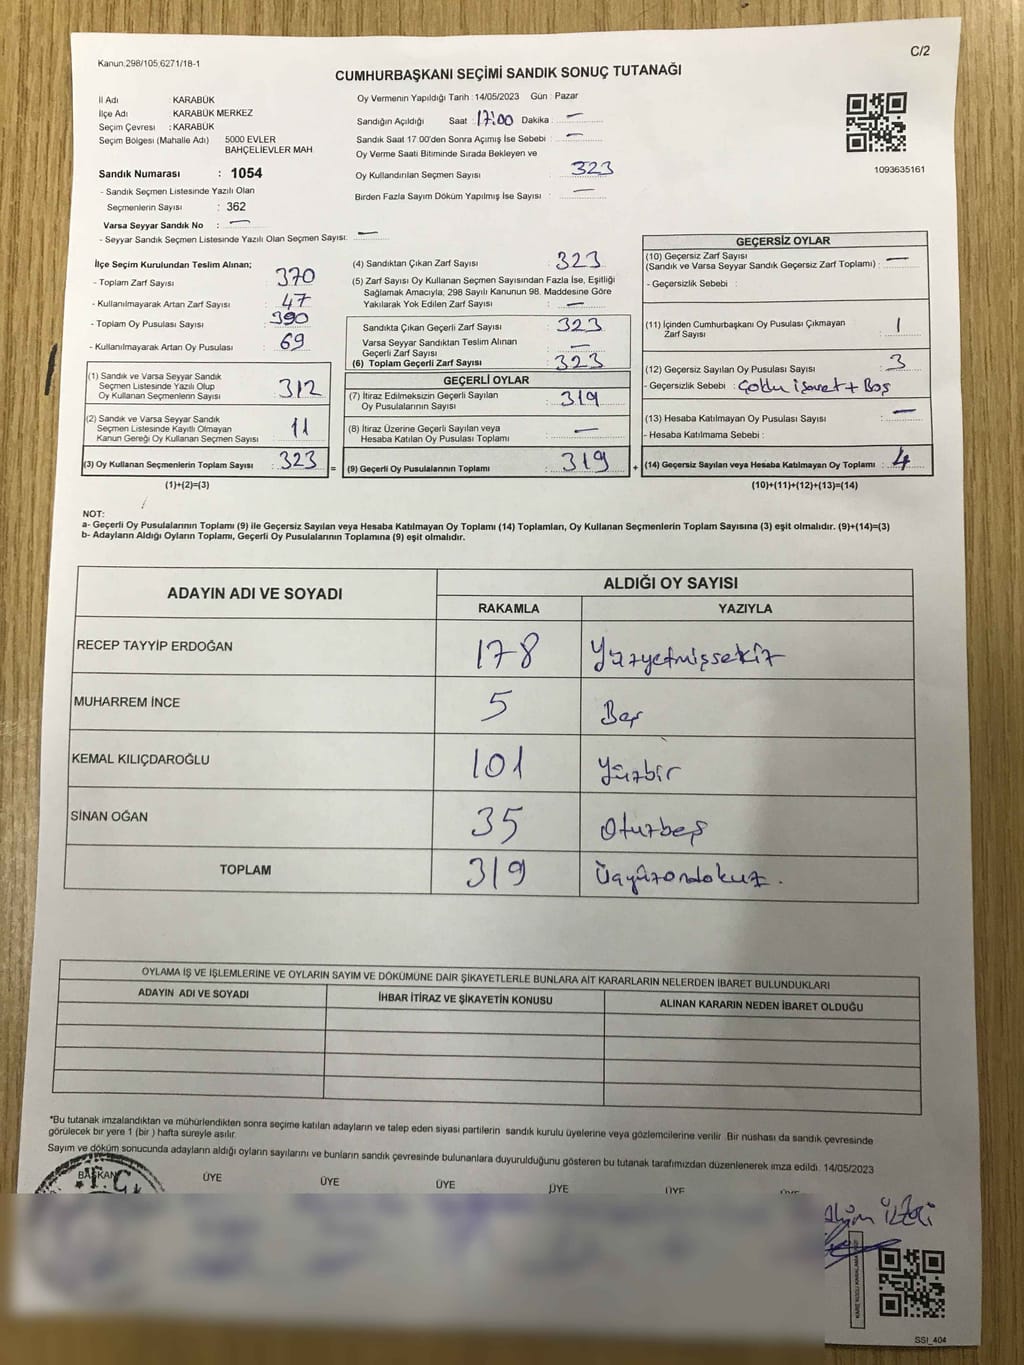 Kanun.298/105,6271/18-1
C/2
CUMHURBAŞKANI SEÇİMİ SANDIK SONUÇ TUTANAĞI
İl Adı : KARABÜK
İlçe Adı : KARABÜK MERKEZ
Seçim Çevresi : KARABÜK
Seçim Bölgesi (Mahalle Adı) 5000 EVLER
BAHÇELİEVLER MAH.
Sandık Numarası : 1054
- Sandık Seçmen Listesinde Yazılı Olan
Seçmenlerin Sayısı : 362
Varsa Seyyar Sandık No : —
- Seyyar Sandık Seçmen Listesinde Yazılı Olan Seçmen Sayısı: —
Oy Vermenin Yapıldığı Tarih : 14/05/2023 Gün : Pazar
Sandığın Açıldığı Saat : 17:00 Dakika : —
Sandık Saat 17.00'den Sonra Açımış İse Sebebi : —
Oy Verme Saati Bitiminde Sırada Bekleyen ve
Oy Kullandırılan Seçmen Sayısı : 323
Birden Fazla Sayım Döküm Yapılmış İse Sayısı : —
1093635161
İlçe Seçim Kurulundan Teslim Alınan;
- Toplam Zarf Sayısı : 370
- Kullanılmayarak Artan Zarf Sayısı : 47
- Toplam Oy Pusulası Sayısı : 390
- Kullanılmayarak Artan Oy Pusulası : 69
(1) Sandık ve Varsa Seyyar Sandık
Seçmen Listesinde Yazılı Olup
Oy Kullanan Seçmenlerin Sayısı : 312
(2) Sandık ve Varsa Seyyar Sandık
Seçmen Listesinde Kayıtlı Olmayan
Kanun Gereği Oy Kullanan Seçmen Sayısı : 11
(3) Oy Kullanan Seçmenlerin Toplam Sayısı : 323 =
(1)+(2)=(3)
(4) Sandıktan Çıkan Zarf Sayısı : 323
(5) Zarf Sayısı Oy Kullanan Seçmen Sayısından Fazla İse, Eşitliği
Sağlamak Amacıyla; 298 Sayılı Kanunun 98. Maddesine Göre
Yakılarak Yok Edilen Zarf Sayısı : —
Sandıkta Çıkan Geçerli Zarf Sayısı : 323
Varsa Seyyar Sandıktan Teslim Alınan
Geçerli Zarf Sayısı : —
(6) Toplam Geçerli Zarf Sayısı : 323
GEÇERLİ OYLAR
(7) İtiraz Edilmeksizin Geçerli Sayılan
Oy Pusulalarının Sayısı : 319
(8) İtiraz Üzerine Geçerli Sayılan veya
Hesaba Katılan Oy Pusulası Toplamı : —
(9) Geçerli Oy Pusulalarının Toplamı : 319 +
GEÇERSİZ OYLAR
(10) Geçersiz Zarf Sayısı
(Sandık ve Varsa Seyyar Sandık Geçersiz Zarf Toplamı) : —
- Geçersizlik Sebebi :
(11) İçinden Cumhurbaşkanı Oy Pusulası Çıkmayan
Zarf Sayısı : 1
(12) Geçersiz Sayılan Oy Pusulası Sayısı : 3
- Geçersizlik Sebebi : Çoklu işaret + Boş
(13) Hesaba Katılmayan Oy Pusulası Sayısı : —
- Hesaba Katılmama Sebebi :
(14) Geçersiz Sayılan veya Hesaba Katılmayan Oy Toplamı : 4
(10)+(11)+(12)+(13)=(14)
NOT:
a- Geçerli Oy Pusulalarının Toplamı (9) ile Geçersiz Sayılan veya Hesaba Katılmayan Oy Toplamı (14) Toplamları, Oy Kullanan Seçmenlerin Toplam Sayısına (3) eşit olmalıdır. (9)+(14)=(3)
b- Adayların Aldığı Oyların Toplamı, Geçerli Oy Pusulalarının Toplamına (9) eşit olmalıdır.
ADAYIN ADI VE SOYADI ALDIĞI OY SAYISI
RAKAMLA YAZIYLA
RECEP TAYYİP ERDOĞAN 178 Yüzyetmişsekiz
MUHARREM İNCE 5 Beş
KEMAL KILIÇDAROĞLU 101 Yüzbir
SİNAN OĞAN 35 Otuzbeş
TOPLAM 319 Üçyüzondokuz.
OYLAMA İŞ VE İŞLEMLERİNE VE OYLARIN SAYIM VE DÖKÜMÜNE DAİR ŞİKAYETLERLE BUNLARA AİT KARARLARIN NELERDEN İBARET BULUNDUKLARI
ADAYIN ADI VE SOYADI İHBAR İTİRAZ VE ŞİKAYETİN KONUSU ALINAN KARARIN NEDEN İBARET OLDUĞU
*Bu tutanak imzalandıktan ve mühürlendikten sonra seçime katılan adayların ve talep eden siyasi partilerin sandık kurulu üyelerine veya gözlemcilerine verilir. Bir nüshası da sandık çevresinde
görülecek bir yere 1 (bir ) hafta süreyle asılır.
Sayım ve döküm sonucunda adayların aldığı oyların sayılarını ve bunların sandık çevresinde bulunanlara duyurulduğunu gösteren bu tutanak tarafımızdan düzenlenerek imza edildi. 14/05/2023
BAŞKAN ÜYE ÜYE ÜYE ÜYE ÜYE
T.C.
SSI_404